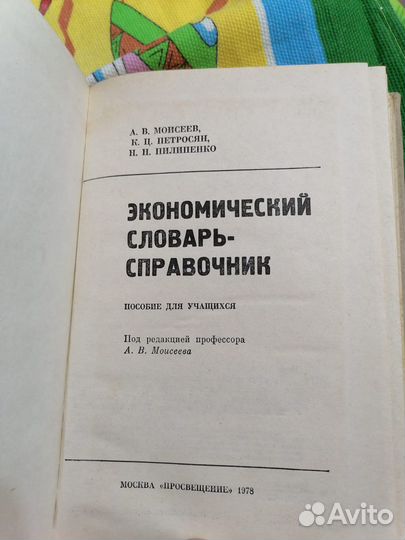 А. В. МОИСЕЕВ,
К. Ц. ПЕТРОСЯН,
Н. Н. ПИЛИПЕНКО
ЭКОНОМИЧЕСКИЙ
СЛОВАРЬ-
СПРАВОЧНИК
ПОСОБИЕ ДЛЯ УЧАЩИХСЯ
Под редакцией профессора
А. В. Моисеева
МОСКВА «ПРОСВЕЩЕНИЕ» 1978
Avito